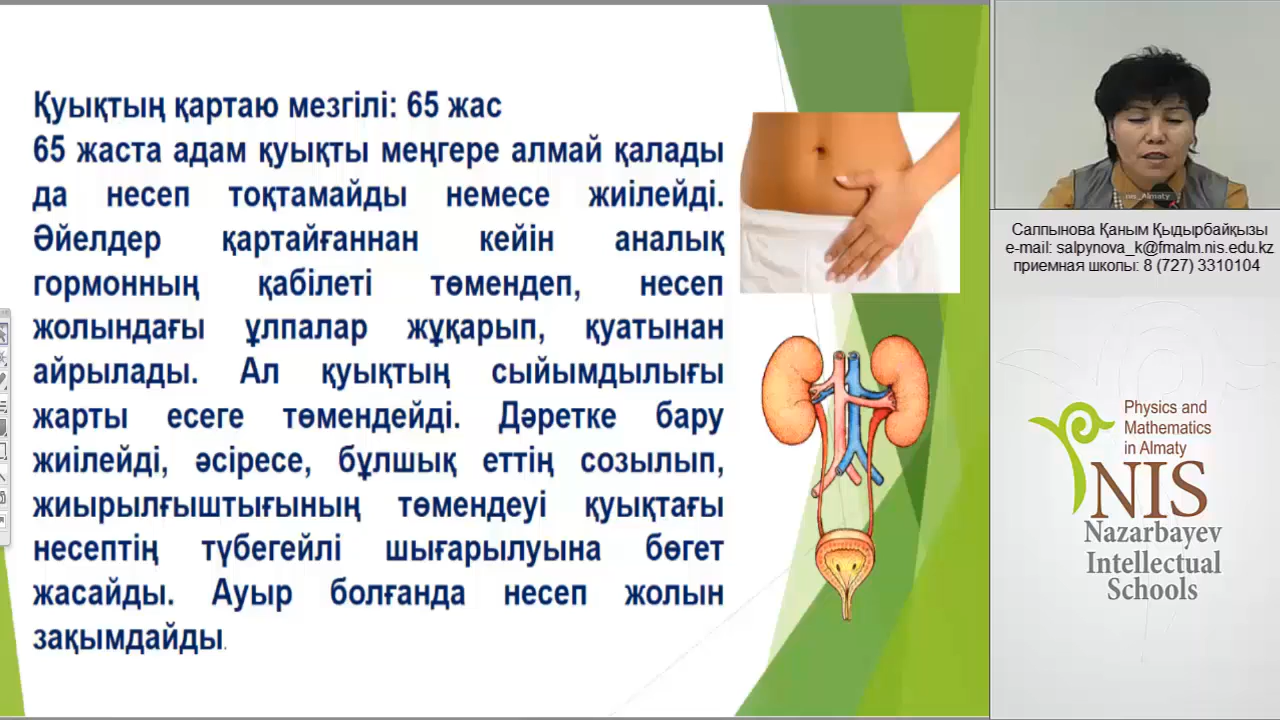 Қуықтың қартаю мезгілі: 65 жас
65 жаста адам қуықты меңгере алмай қалады
да несеп тоқтамайды немесе жиілейді.
Әйелдер қартайғаннан кейін аналық
гормонның қабілеті төмендеп, несеп
жолындағы ұлпалар жұқарып, қуатынан
айрылады. Ал қуықтың сыйымдылығы
жарты есеге төмендейді. Дәретке бару
жиілейді, әсіресе, бұлшық еттің созылып,
жиырылғыштығының төмендеуі қуықтағы
несептің түбегейлі шығарылуына бөгет
жасайды. Ауыр болғанда несеп жолын
зақымдайды.
nis_Almaty
Салпынова Қаным Қыдырбайқызы
e-mail: salpynova_k@fmalm.nis.edu.kz
приемная школы: 8 (727) 3310104
Physics and
Mathematics
in Almaty
NIS
Nazarbayev
Intellectual
Schools